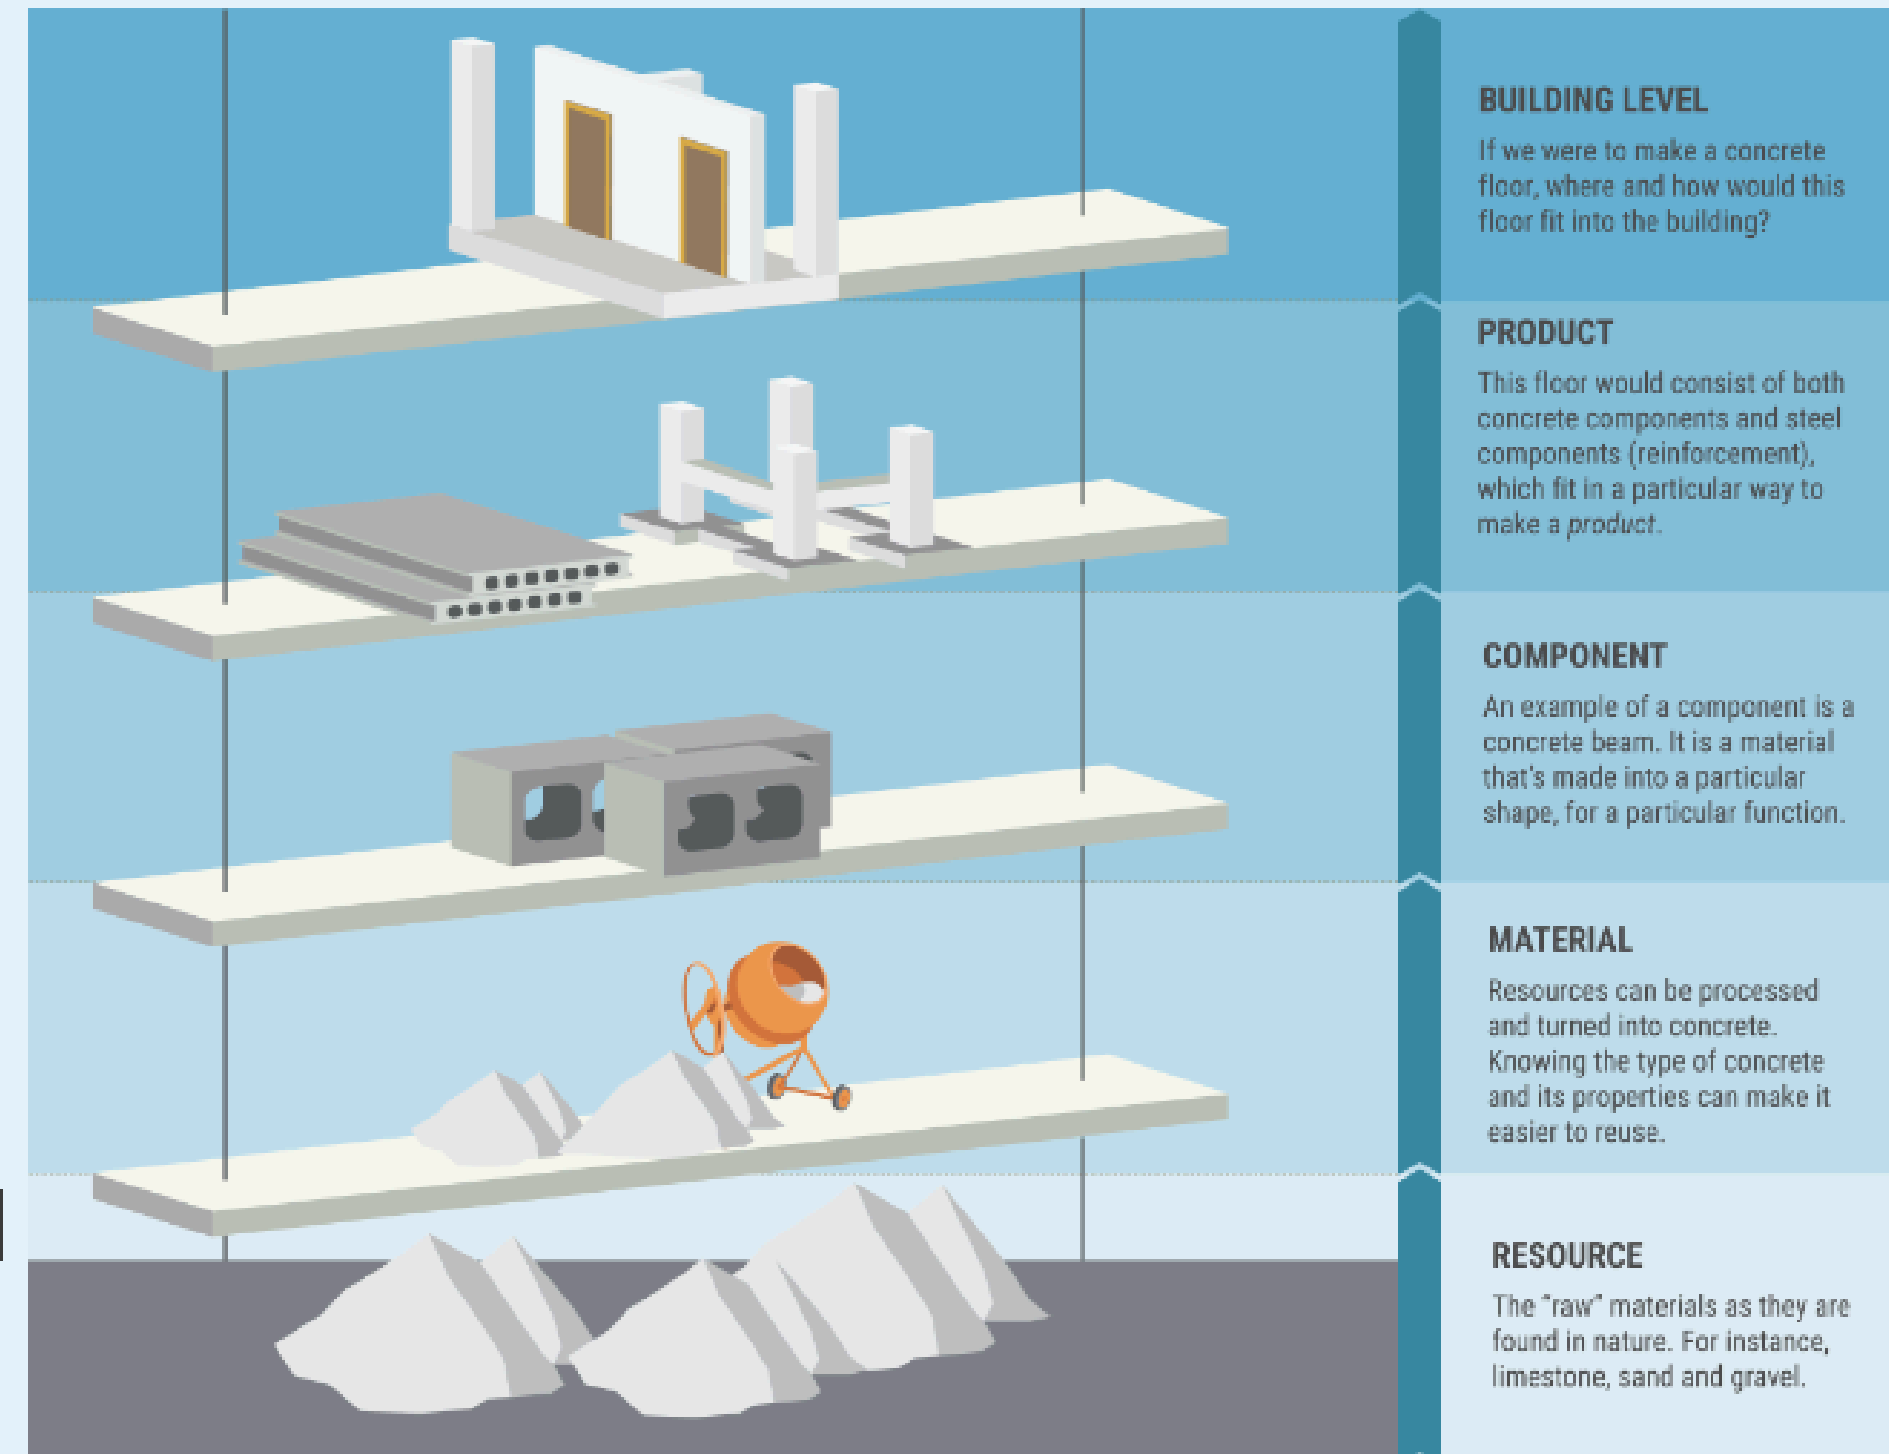 BUILDING LEVEL
If we were to make a concrete
floor, where and how would this
floor fit into the building?
PRODUCT
This floor would consist of both
concrete components and steel
components (reinforcement),
which fit in a particular way to
make a product.
COMPONENT
An example of a component is a
concrete beam. It is a material
that's made into a particular
shape, for a particular function.
MATERIAL
Resources can be processed
and turned into concrete.
Knowing the type of concrete
and its properties can make it
easier to reuse.
RESOURCE
The "raw" materials as they are
found in nature. For instance,
limestone, sand and gravel.